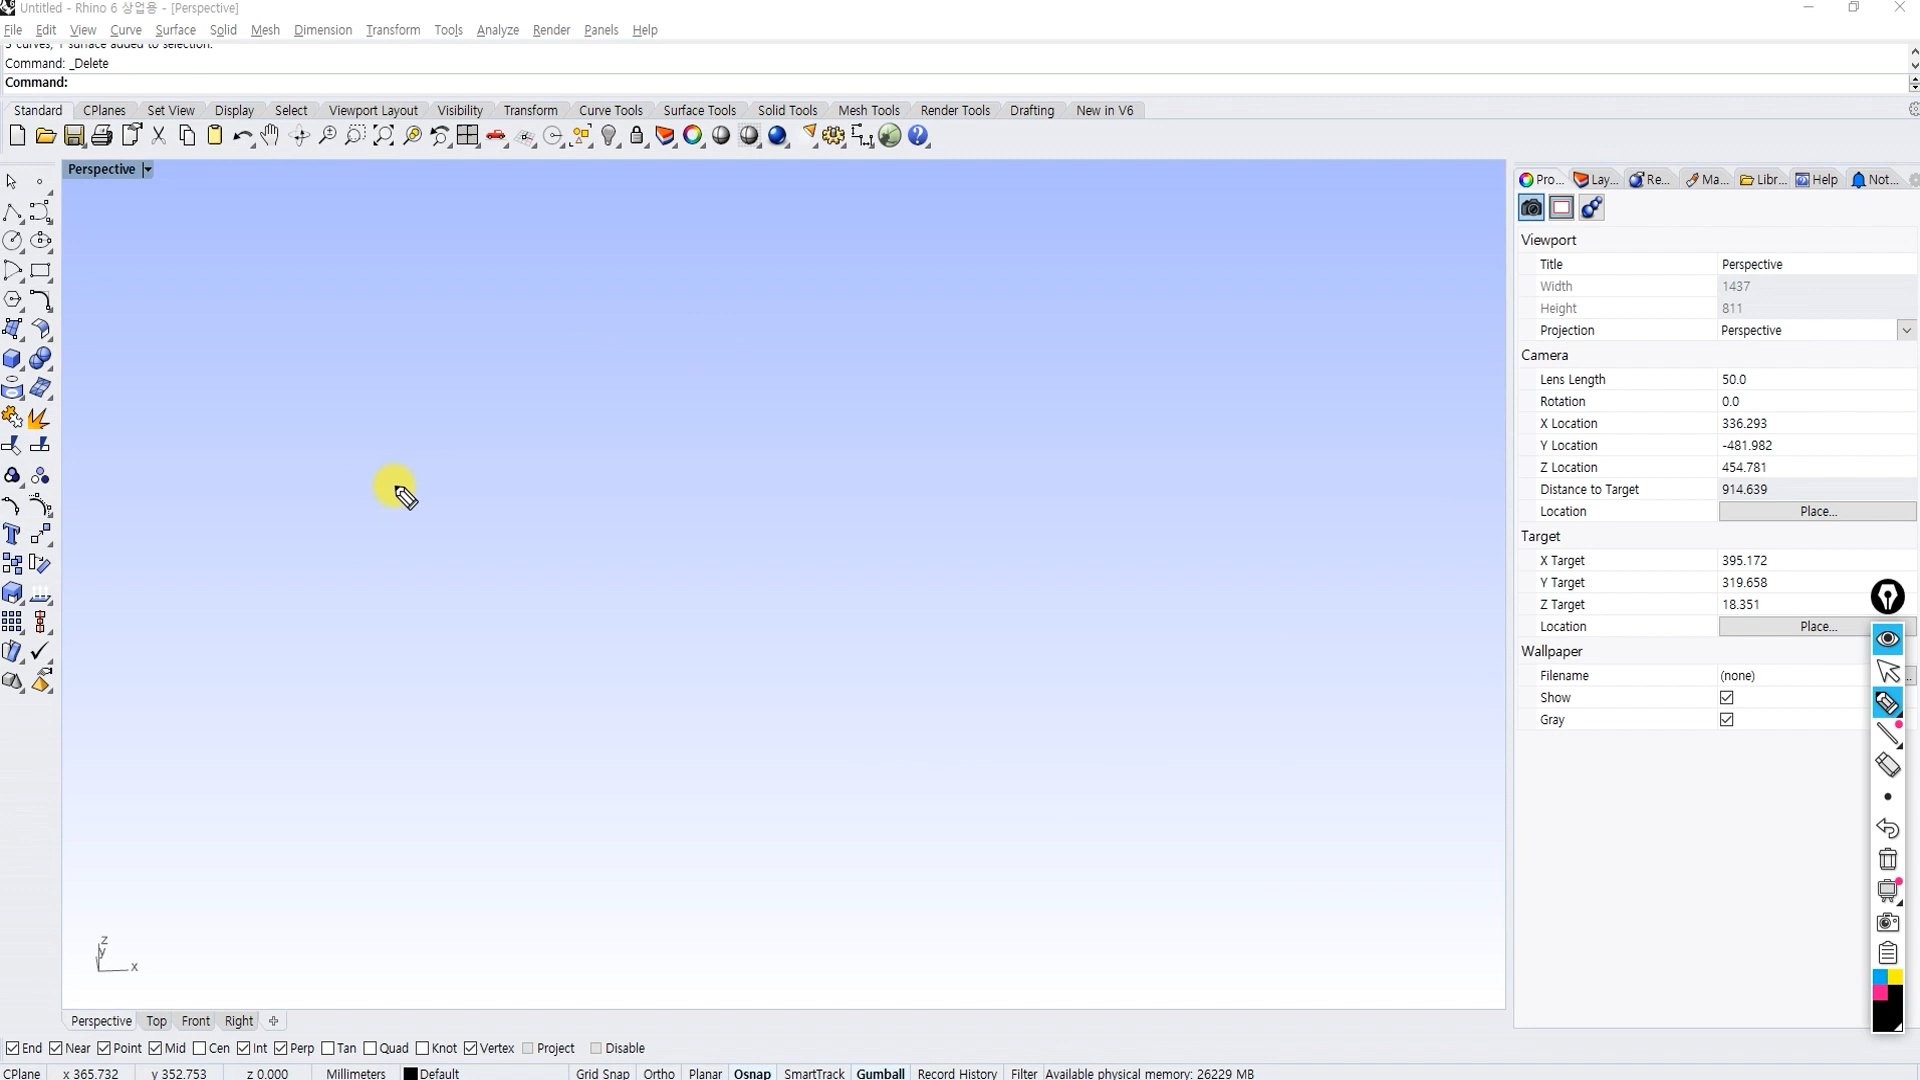 Untitled - Rhino 6 상업용 - [Perspective]
File Edit View Curve Surface Solid Mesh Dimension Transform Tools Analyze Render Panels Help
3 curves, 1 surface added to selection.
Command: _Delete
Command:
Standard CPlanes Set View Display Select Viewport Layout Visibility Transform Curve Tools Surface Tools Solid Tools Mesh Tools Render Tools Drafting New in V6
Perspective
Pro... Lay... Re... Ma... Libr... Help Not...
Viewport
Title Perspective
Width 1437
Height 811
Projection Perspective
Camera
Lens Length 50.0
Rotation 0.0
X Location 336.293
Y Location -481.982
Z Location 454.781
Distance to Target 914.639
Location Place...
Target
X Target 395.172
Y Target 319.658
Z Target 18.351
Location Place...
Wallpaper
Filename (none) ...
Show
Gray
z
y
x
Perspective Top Front Right
End Near Point Mid Cen Int Perp Tan Quad Knot Vertex Project Disable
CPlane x 365.732 y 352.753 z 0.000 Millimeters Default Grid Snap Ortho Planar Osnap SmartTrack Gumball Record History Filter Available physical memory: 26229 MB